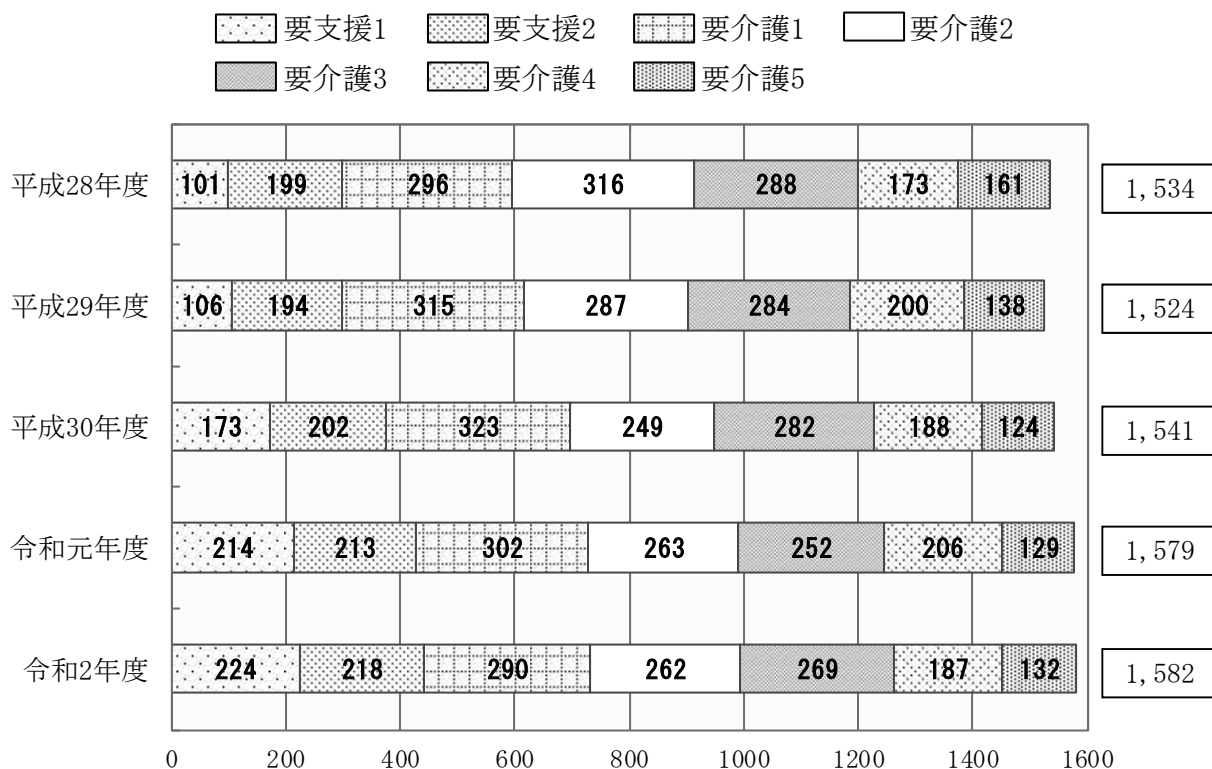 要支援1 要支援2 要介護1 要介護2
要介護3 要介護4 要介護5
平成28年度 101 199 296 316 288 173 161 1,534
平成29年度 106 194 315 287 284 200 138 1,524
平成30年度 173 202 323 249 282 188 124 1,541
令和元年度 214 213 302 263 252 206 129 1,579
令和2年度 224 218 290 262 269 187 132 1,582
0 200 400 600 800 1000 1200 1400 1600